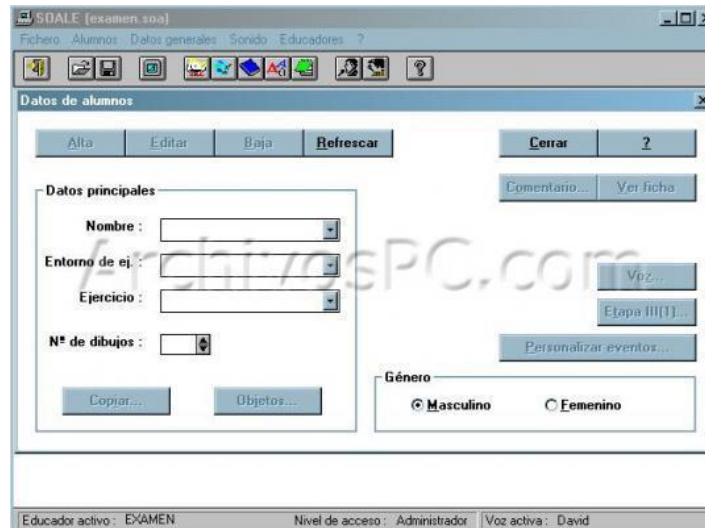 SOALE [examen.soa]
Fichero Alumnos Datos generales Sonido Educadores ?
Datos de alumnos
Alta Editar Baja Refrescar Cerrar ?
Comentario... Ver ficha
Datos principales
Nombre :
Entorno de ej. :
Ejercicio :
Nº de dibujos :
Copiar... Objetos...
Voz...
Etapa III(1)...
Personalizar eventos...
Género
Masculino Femenino
ArchivosPC.com
Educador activo : EXAMEN Nivel de acceso : Administrador Voz activa : David